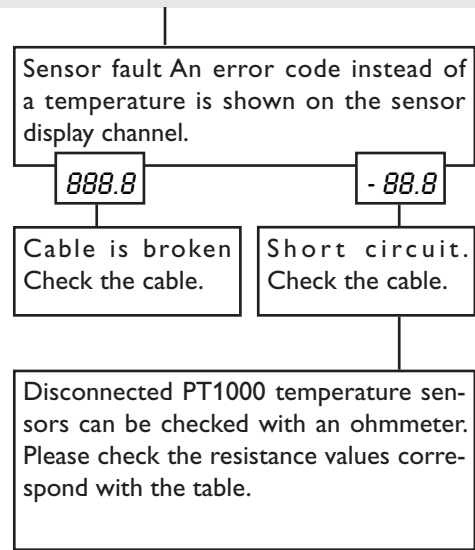 Sensor fault An error code instead of
a temperature is shown on the sensor
display channel.
888.8
- 88.8
Cable is broken
Check the cable.
Short circuit.
Check the cable.
Disconnected PT1000 temperature sen-
sors can be checked with an ohmmeter.
Please check the resistance values corre-
spond with the table.